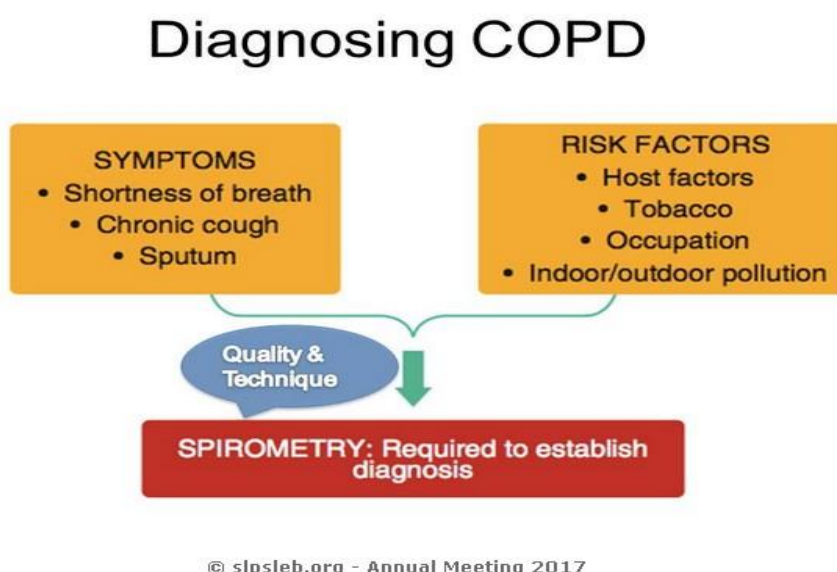 Diagnosing COPD
SYMPTOMS
• Shortness of breath
• Chronic cough
• Sputum
RISK FACTORS
• Host factors
• Tobacco
• Occupation
• Indoor/outdoor pollution
Quality &
Technique
SPIROMETRY: Required to establish
diagnosis
© slpsleb.org - Annual Meeting 2017